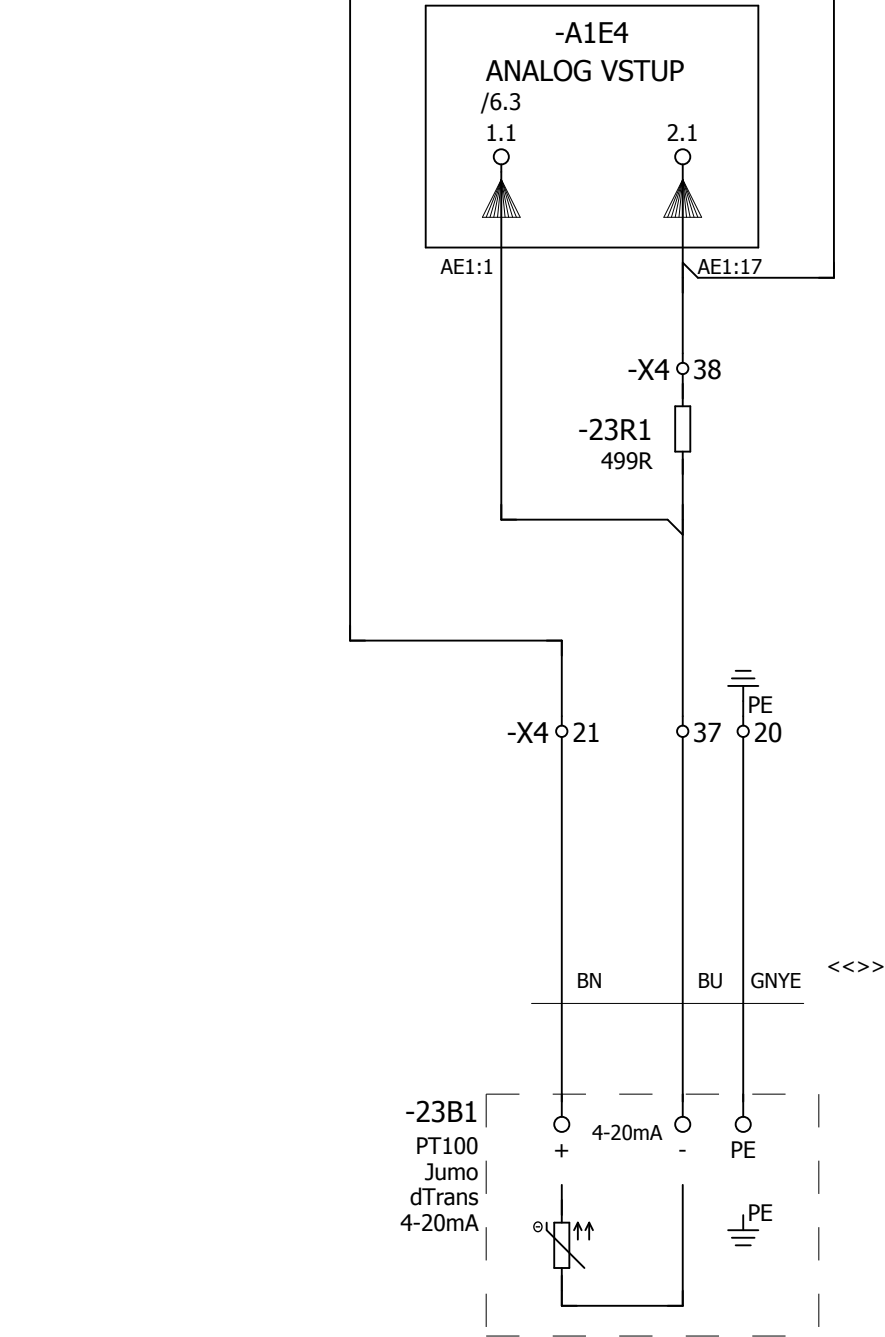 -A1E4
ANALOG VSTUP
/6.3
1.1
2.1
AE1:1
AE1:17
-X4 38
-23R1
499R
PE
-X4 21
37
20
<<>>
BN
BU
GNYE
-23B1
PT100
Jumo
dTrans
4-20mA
+
4-20mA
-
PE
Θ
PE